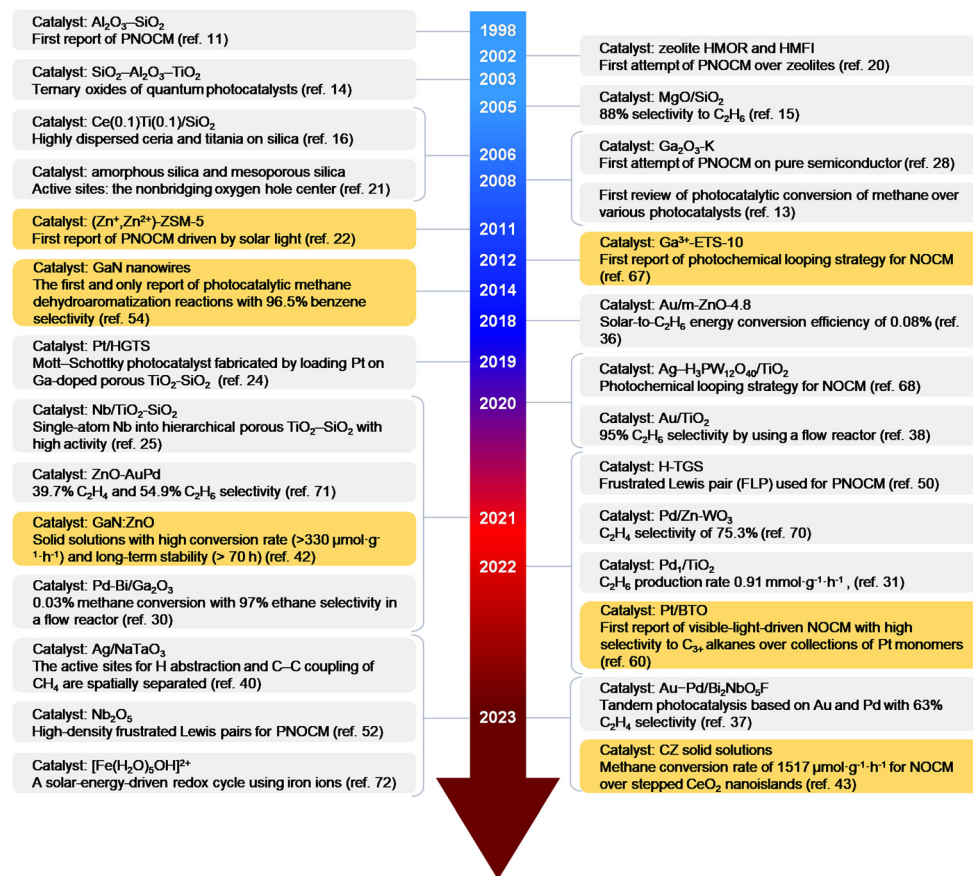 Catalyst: Al₂O₃–SiO₂
First report of PNOCM (ref. 11)
Catalyst: SiO₂–Al₂O₃–TiO₂
Ternary oxides of quantum photocatalysts (ref. 14)
Catalyst: Ce(0.1)Ti(0.1)/SiO₂
Highly dispersed ceria and titania on silica (ref. 16)
Catalyst: amorphous silica and mesoporous silica
Active sites: the nonbridging oxygen hole center (ref. 21)
Catalyst: (Zn⁺,Zn²⁺)-ZSM-5
First report of PNOCM driven by solar light (ref. 22)
Catalyst: GaN nanowires
The first and only report of photocatalytic methane
dehydroaromatization reactions with 96.5% benzene
selectivity (ref. 54)
Catalyst: Pt/HGTS
Mott–Schottky photocatalyst fabricated by loading Pt on
Ga-doped porous TiO₂-SiO₂ (ref. 24)
Catalyst: Nb/TiO₂-SiO₂
Single-atom Nb into hierarchical porous TiO₂–SiO₂ with
high activity (ref. 25)
Catalyst: ZnO-AuPd
39.7% C₂H₄ and 54.9% C₂H₆ selectivity (ref. 71)
Catalyst: GaN:ZnO
Solid solutions with high conversion rate (>330 μmol·g⁻
¹·h⁻¹) and long-term stability (> 70 h) (ref. 42)
Catalyst: Pd-Bi/Ga₂O₃
0.03% methane conversion with 97% ethane selectivity in
a flow reactor (ref. 30)
Catalyst: Ag/NaTaO₃
The active sites for H abstraction and C–C coupling of
CH₄ are spatially separated (ref. 40)
Catalyst: Nb₂O₅
High-density frustrated Lewis pairs for PNOCM (ref. 52)
Catalyst: [Fe(H₂O)₅OH]²⁺
A solar-energy-driven redox cycle using iron ions (ref. 72)
1998
2002
2003
2005
2006
2008
2011
2012
2014
2018
2019
2020
2021
2022
2023
Catalyst: zeolite HMOR and HMFI
First attempt of PNOCM over zeolites (ref. 20)
Catalyst: MgO/SiO₂
88% selectivity to C₂H₆ (ref. 15)
Catalyst: Ga₂O₃-K
First attempt of PNOCM on pure semiconductor (ref. 28)
First review of photocatalytic conversion of methane over
various photocatalysts (ref. 13)
Catalyst: Ga³⁺-ETS-10
First report of photochemical looping strategy for NOCM
(ref. 67)
Catalyst: Au/m-ZnO-4.8
Solar-to-C₂H₆ energy conversion efficiency of 0.08% (ref.
36)
Catalyst: Ag–H₃PW₁₂O₄₀/TiO₂
Photochemical looping strategy for NOCM (ref. 68)
Catalyst: Au/TiO₂
95% C₂H₆ selectivity by using a flow reactor (ref. 38)
Catalyst: H-TGS
Frustrated Lewis pair (FLP) used for PNOCM (ref. 50)
Catalyst: Pd/Zn-WO₃
C₂H₄ selectivity of 75.3% (ref. 70)
Catalyst: Pd₁/TiO₂
C₂H₆ production rate 0.91 mmol·g⁻¹·h⁻¹ , (ref. 31)
Catalyst: Pt/BTO
First report of visible-light-driven NOCM with high
selectivity to C₃₊ alkanes over collections of Pt monomers
(ref. 60)
Catalyst: Au–Pd/Bi₂NbO₅F
Tandem photocatalysis based on Au and Pd with 63%
C₂H₄ selectivity (ref. 37)
Catalyst: CZ solid solutions
Methane conversion rate of 1517 μmol·g⁻¹·h⁻¹ for NOCM
over stepped CeO₂ nanoislands (ref. 43)